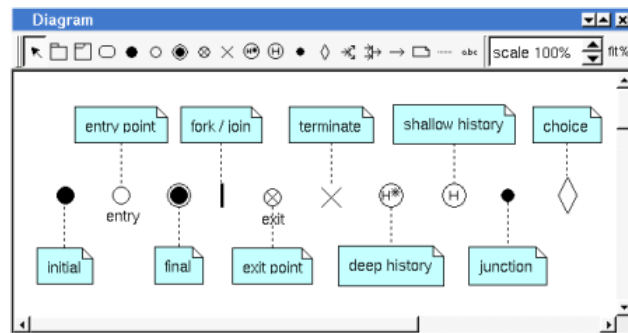 Diagram
H* H abc scale 100% fit%
entry point fork / join terminate shallow history choice
H* H
entry exit
initial final exit point deep history junction